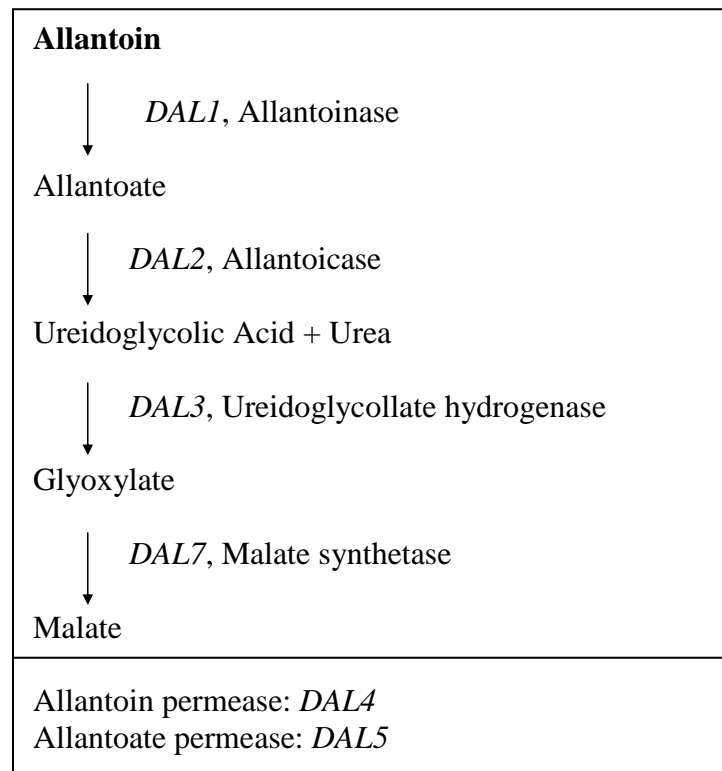 Allantoin
DAL1, Allantoinase
Allantoate
DAL2, Allantoicase
Ureidoglycolic Acid + Urea
DAL3, Ureidoglycollate hydrogenase
Glyoxylate
DAL7, Malate synthetase
Malate
Allantoin permease: DAL4
Allantoate permease: DAL5